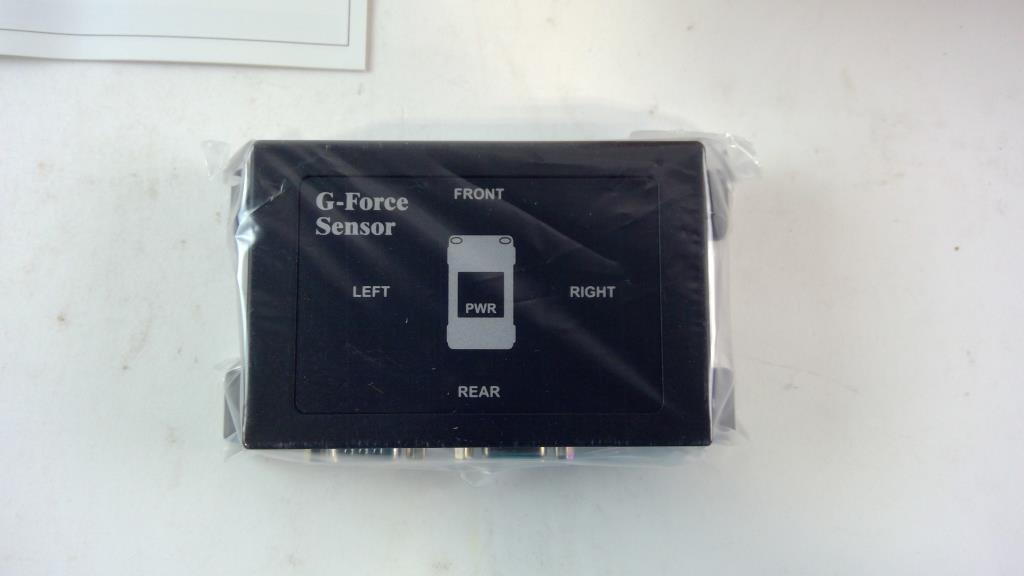 G-Force
Sensor
FRONT
LEFT
RIGHT
PWR
REAR